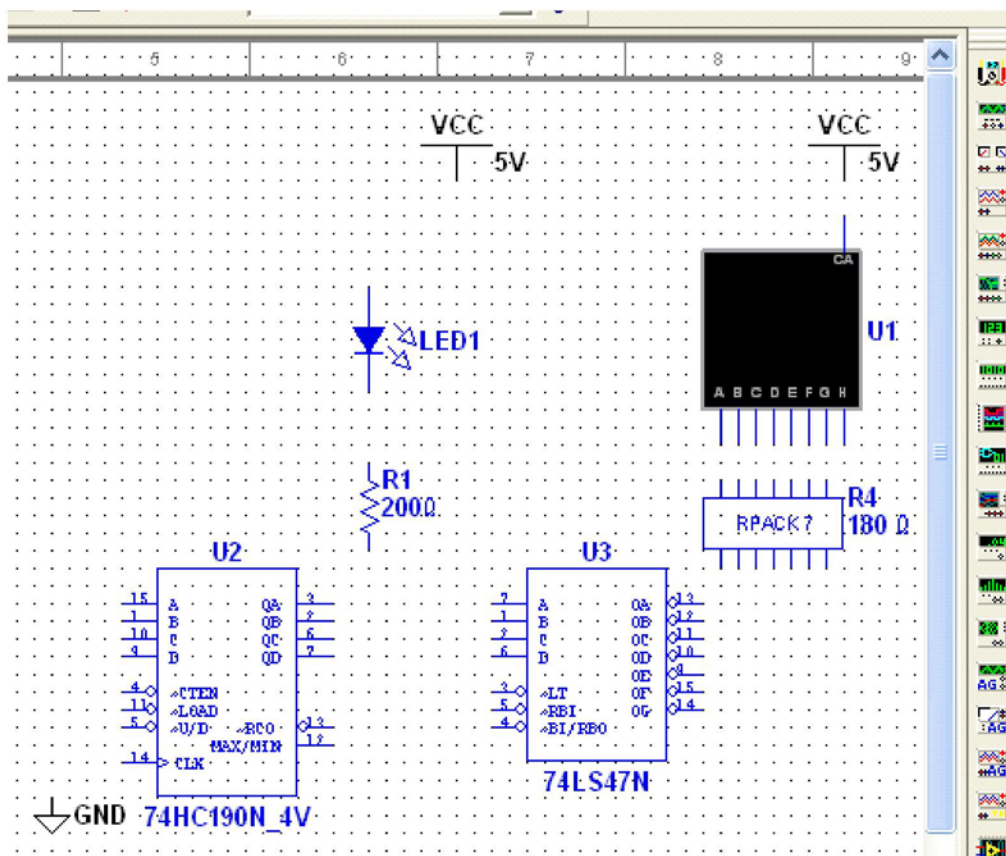 5 6 7 8 9
VCC VCC
5V 5V
CA
LED1 U1
A B C D E F G H
R1 R4
200Ω RPACK7 180 Ω
U2 U3
15 A QA 3 7 A OA 13
1 B QB 2 1 B OB 12
10 C QC 6 2 C OC 11
9 D QD 7 6 D OD 10
OE 9
4 ~CTEN 3 ~LT OF 15
11 ~LOAD 5 ~RBI OG 14
5 ~U/D ~RCO 13 4 ~BI/RBO
MAX/MIN 12
14 CLK
74LS47N
GND 74HC190N_4V